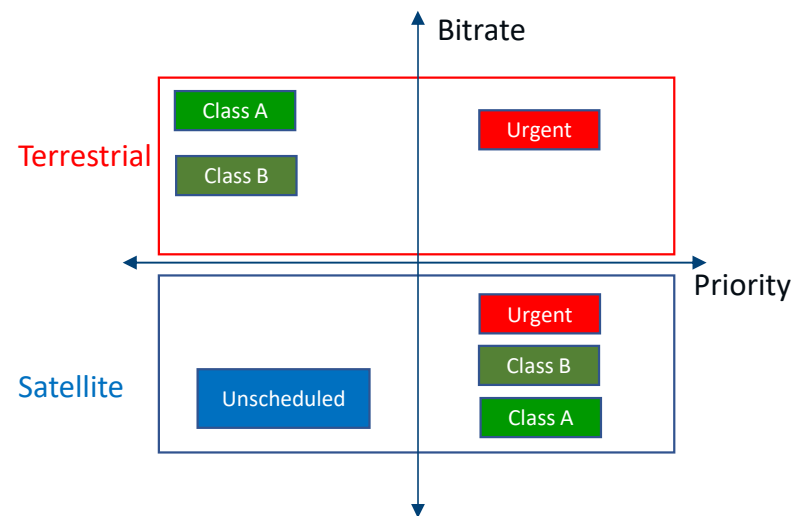 Bitrate
Class A
Urgent
Terrestrial
Class B
Priority
Urgent
Class B
Satellite
Unscheduled
Class A